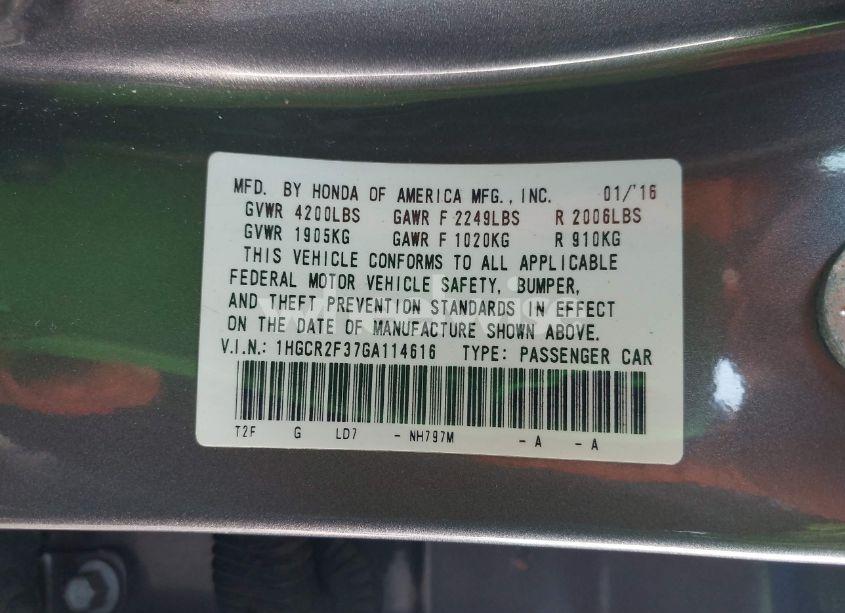 MFD. BY HONDA OF AMERICA MFG., INC. 01/'16
GVWR 4200LBS GAWR F 2249LBS R 2006LBS
GVWR 1905KG GAWR F 1020KG R 910KG
THIS VEHICLE CONFORMS TO ALL APPLICABLE
FEDERAL MOTOR VEHICLE SAFETY, BUMPER,
AND THEFT PREVENTION STANDARDS IN EFFECT
ON THE DATE OF MANUFACTURE SHOWN ABOVE.
V.I.N.: 1HGCR2F37GA114616 TYPE: PASSENGER CAR
T2F G LD7 - NH797M - A - A